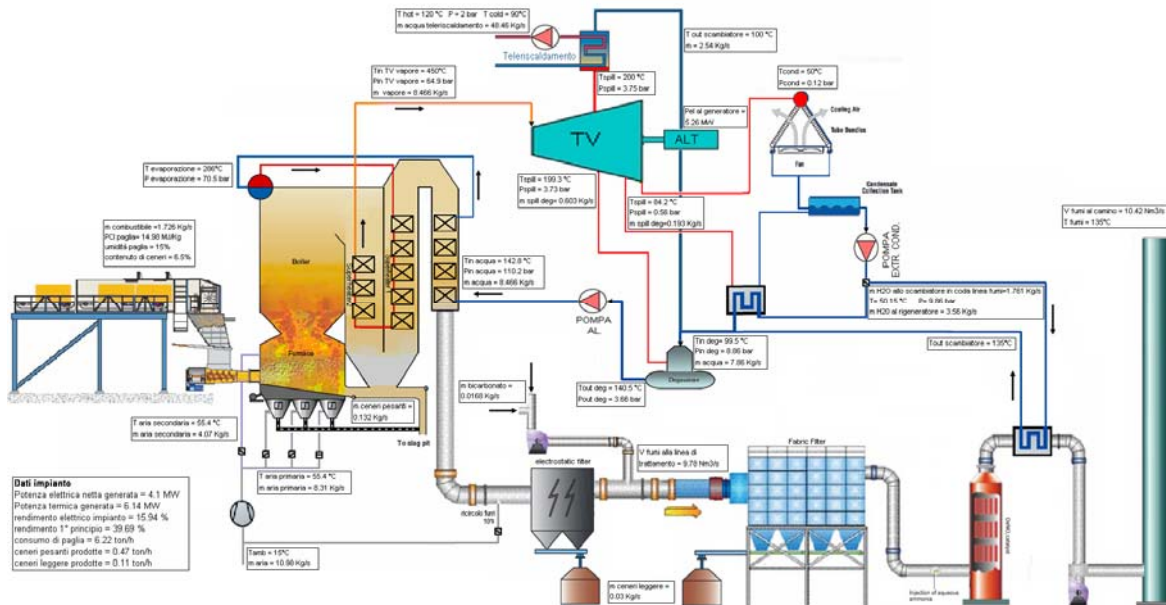 T hot = 120 °C P = 2 bar T cold = 90°C
m acqua teleriscaldamento = 48.46 Kg/s
Teleriscaldamento
T out scambiatore = 100 °C
m = 2.54 Kg/s
Tin TV vapore = 450°C
Pin TV vapore = 64.9 bar
m vapore = 8.466 Kg/s
Tspill = 200 °C
Pspill = 3.75 bar
Tcond = 50°C
Pcond = 0.12 bar
Pel al generatore =
5.26 MW
Cooling Air
Tube Bundles
Fan
TV
ALT
T evaporazione = 286°C
P evaporazione = 70.5 bar
Tspill = 199.3 °C
Pspill = 3.73 bar
m spill deg = 0.603 Kg/s
Tspill = 84.2 °C
Pspill = 0.56 bar
m spill deg=0.193 Kg/s
Condensate
Collection Tank
V fumi al camino = 10.42 Nm3/s
T fumi = 135°C
m combustibile =1.726 Kg/s
PCI paglia= 14.98 MJ/Kg
umidità paglia = 15%
contenuto di ceneri = 6.5%
Boiler
Superheater
Tin acqua = 142.8 °C
Pin acqua = 110.2 bar
m acqua = 8.466 Kg/s
POMPA
EXTR. COND.
m H2O allo scambiatore in coda linea fumi=1.761 Kg/s
T= 50.15 °C P= 9.86 bar
m H2O al rigeneratore = 3.56 Kg/s
POMPA
AL.
Furnace
Tin deg= 99.5 °C
Pin deg = 8.86 bar
m acqua = 7.86 Kg/s
Tout scambiatore = 135°C
Degasatore
Tout deg = 140.5 °C
Pout deg = 3.66 bar
m bicarbonato =
0.0168 Kg/s
m ceneri pesanti =
0.132 Kg/s
T aria secondaria = 55.4 °C
m aria secondaria = 4.07 Kg/s
To slag pit
electrostatic filter
V fumi alla linea di
trattamento = 9.78 Nm3/s
Fabric Filter
T aria primaria = 55.4 °C
m aria primaria = 8.31 Kg/s
ricircolo fumi
10%
Dati impianto
Potenza elettrica netta generata = 4.1 MW
Potenza termica generata = 6.14 MW
rendimento elettrico impianto = 15.94 %
rendimento 1° principio = 39.69 %
consumo di paglia = 6.22 ton/h
ceneri pesanti prodotte = 0.47 ton/h
ceneri leggere prodotte = 0.11 ton/h
Tamb = 15°C
m aria = 10.98 Kg/s
m ceneri leggere =
0.03 Kg/s
Injection of aqueous
ammonia